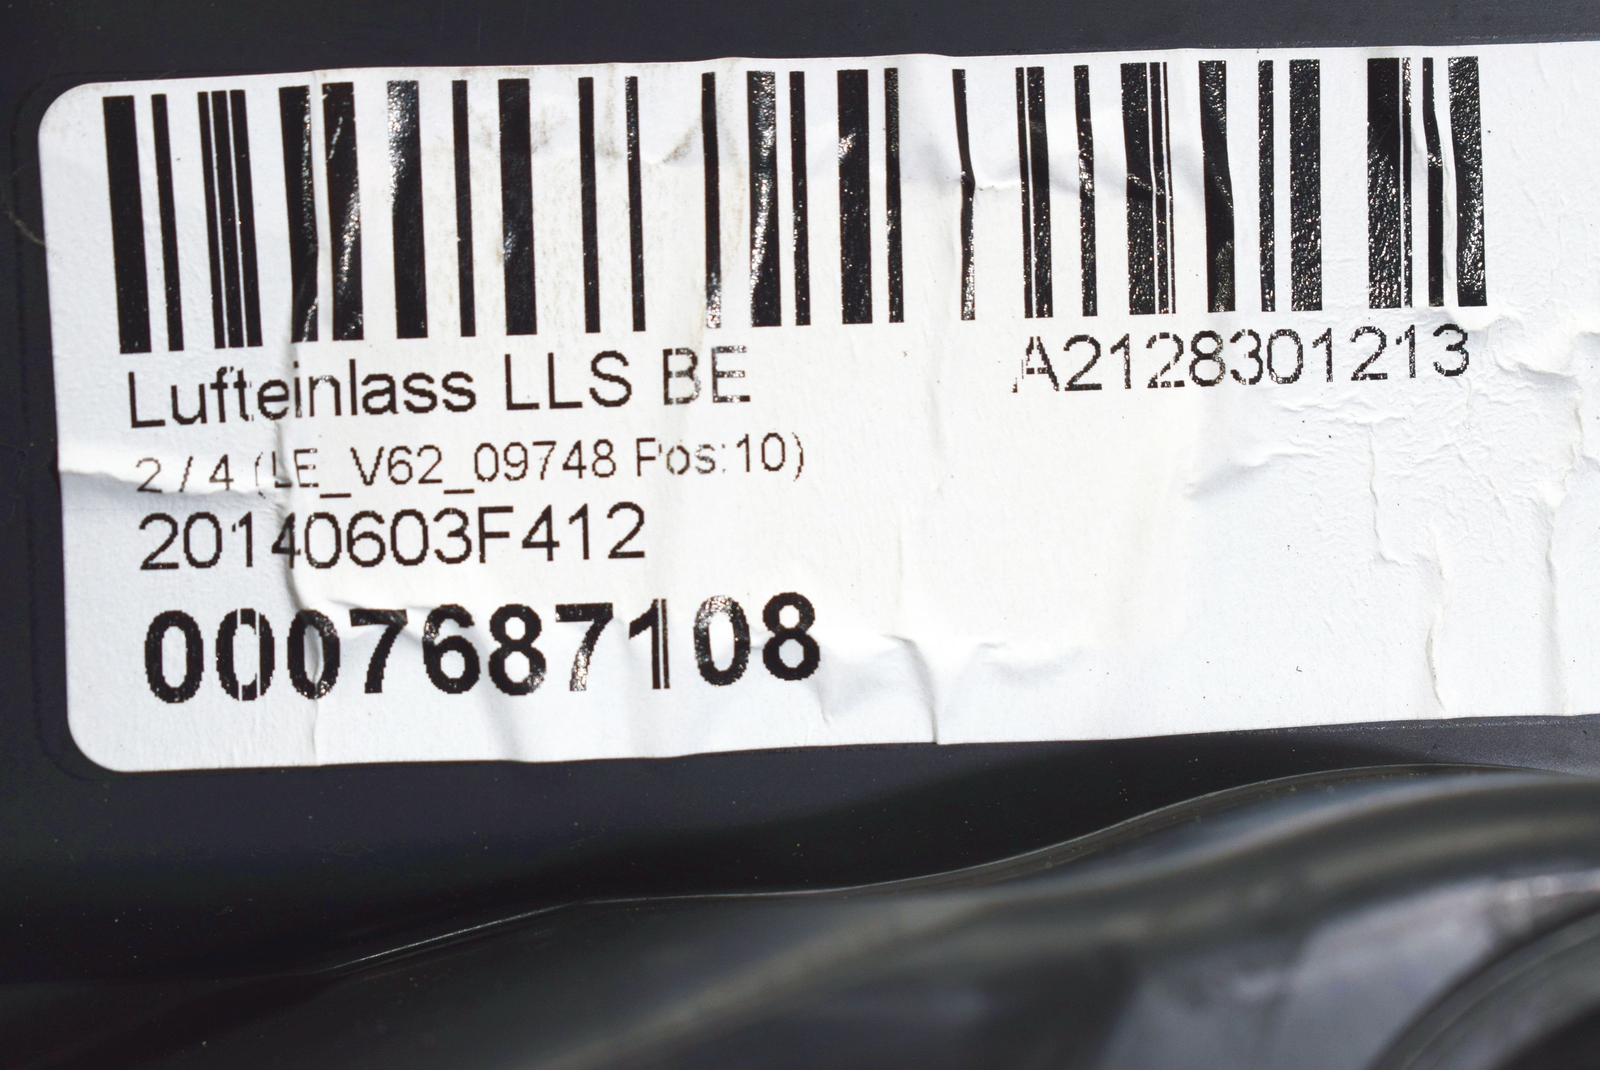 Lufteinlass LLS BE A2128301213
2 / 4 (LE_V62_09748 Pos:10)
20140603F412
0007687108